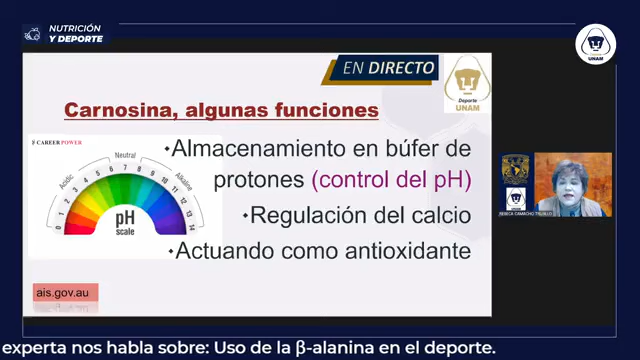 NUTRICIÓN
Y DEPORTE
UNAM
EN DIRECTO
Deporte
UNAM
Carnosina, algunas funciones
CAREER POWER
Acidic
Neutral
Alkaline
0 1 2 3 4 5 6 7 8 9 10 11 12 13 14
pH
scale
•Almacenamiento en búfer de
protones (control del pH)
•Regulación del calcio
•Actuando como antioxidante
ais.gov.au
UNAM
REBECA CAMACHO TRUJILLO
experta nos habla sobre: Uso de la β-alanina en el deporte.